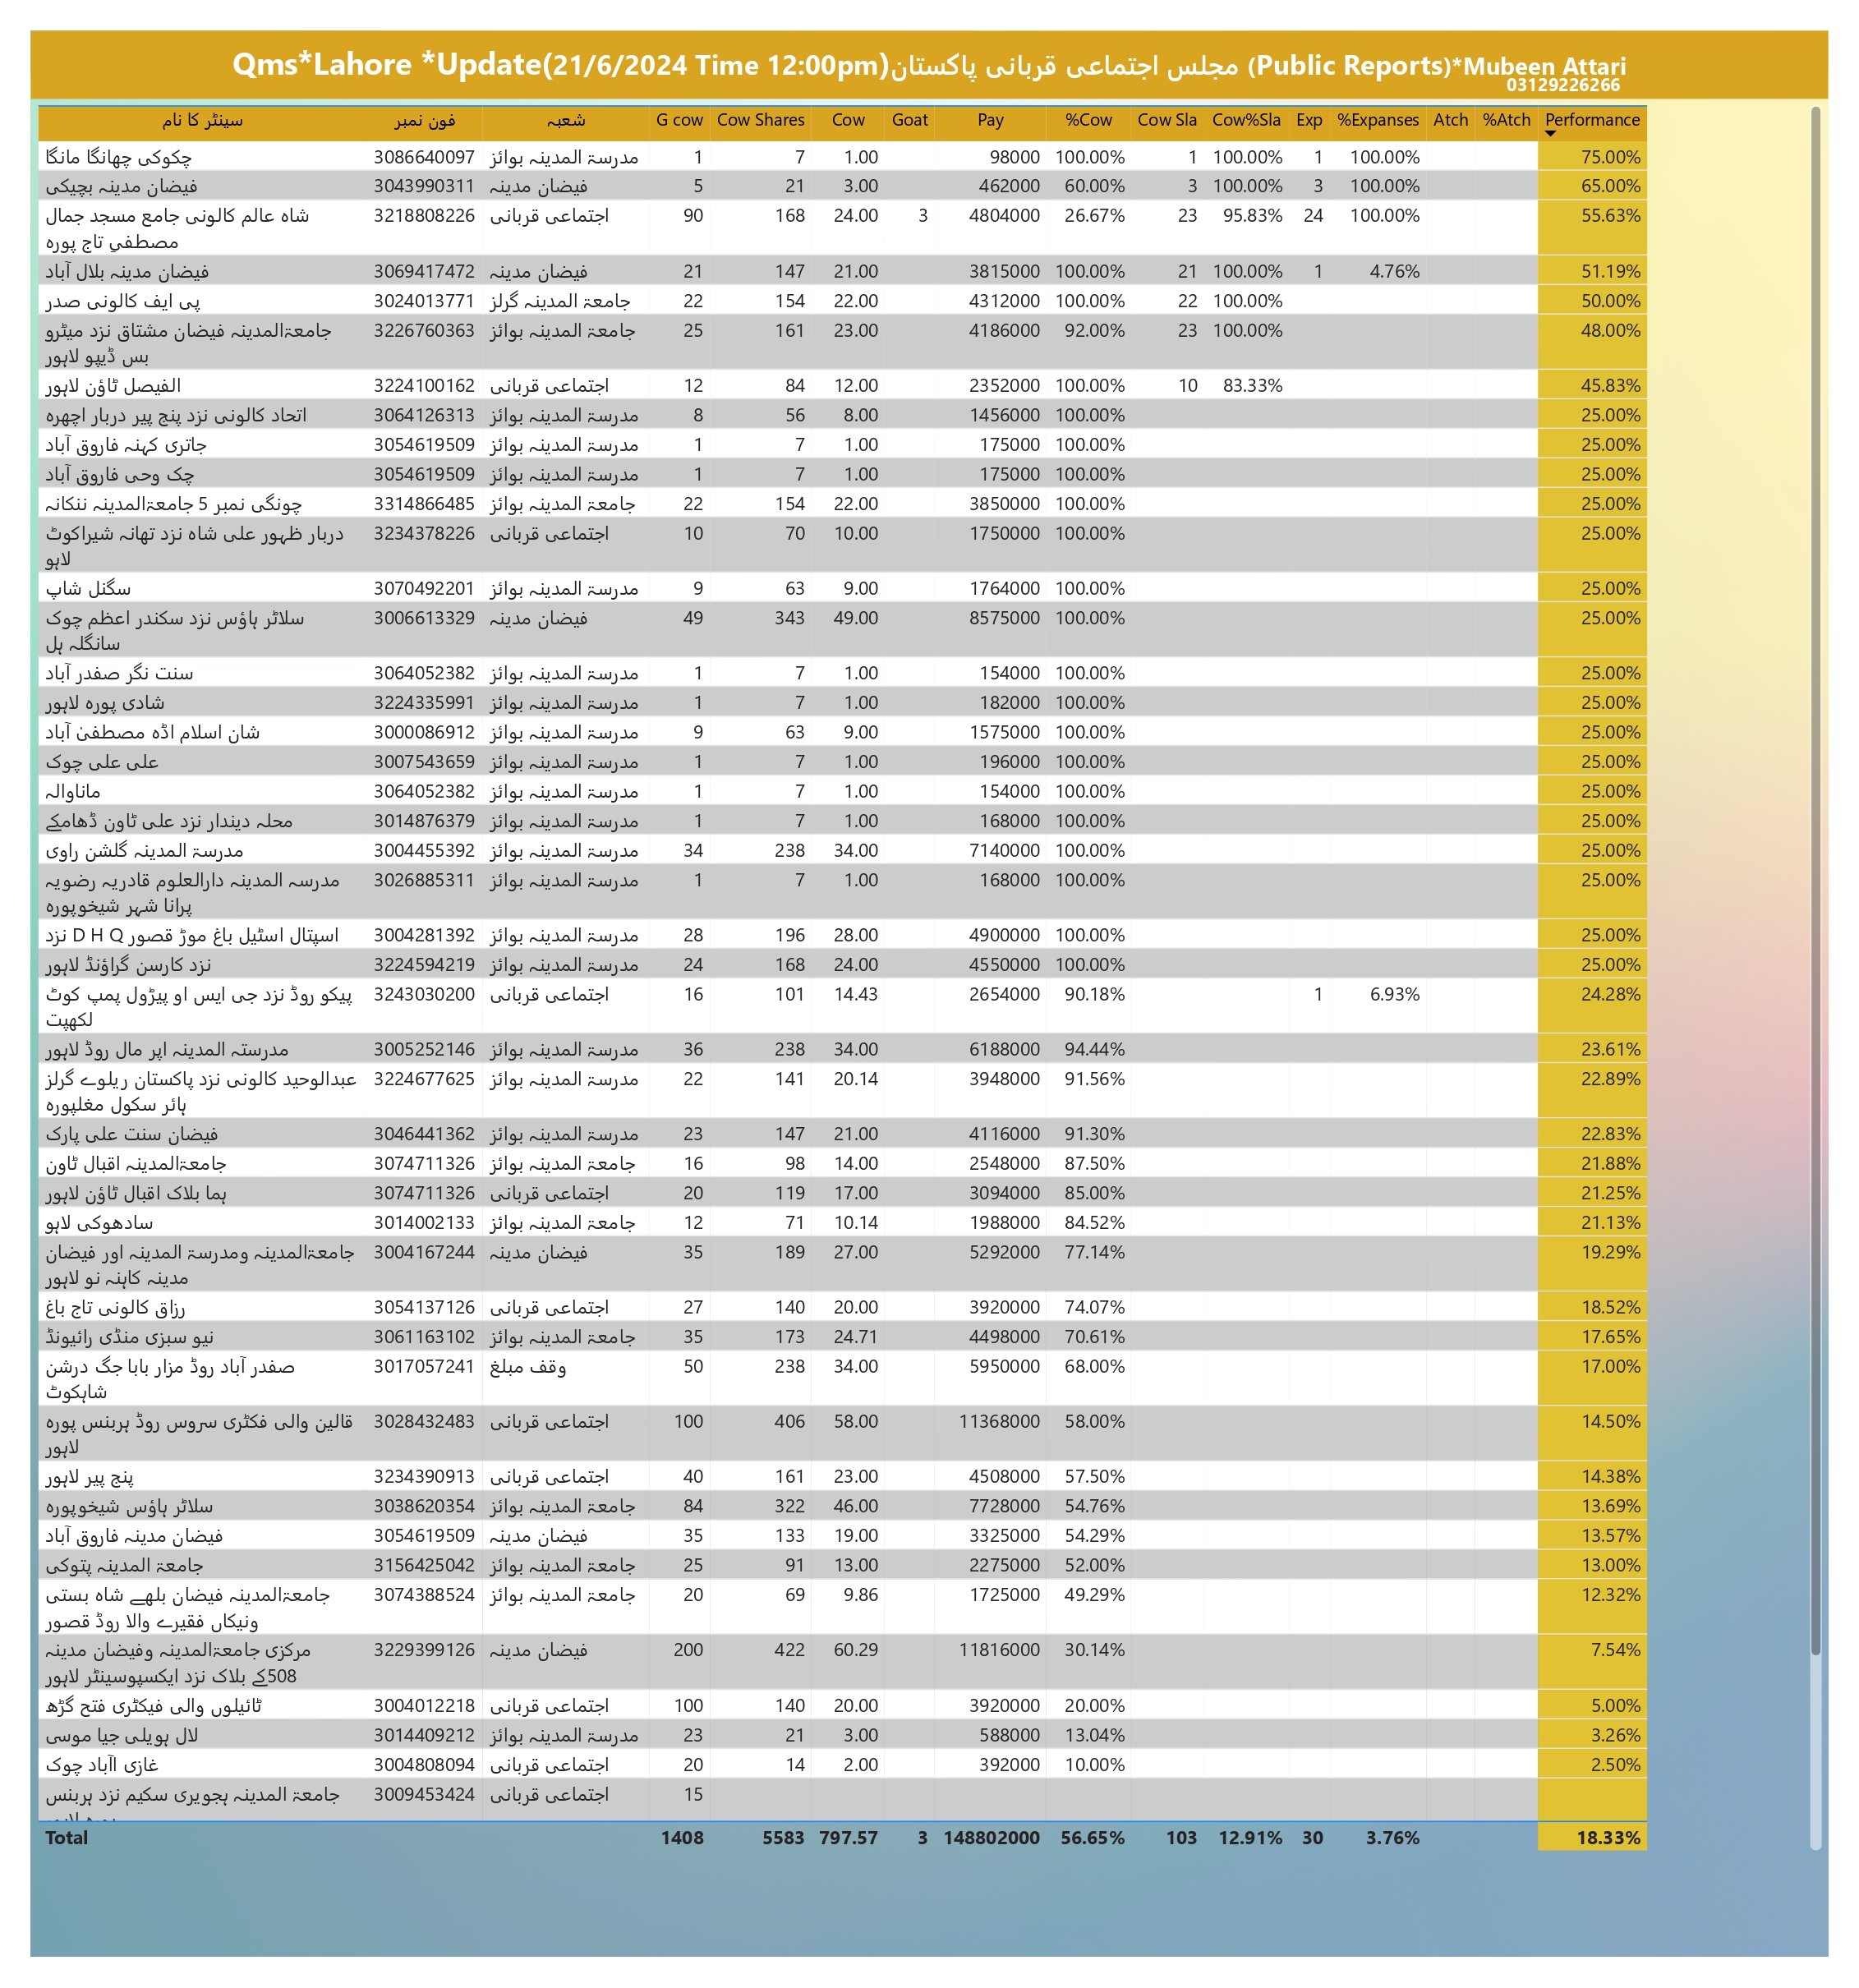 Qms*Lahore *Update(21/6/2024 Time 12:00pm)مجلس اجتماعی قربانی پاکستان (Public Reports)*Mubeen Attari
03129226266
سینٹر کا نام فون نمبر شعبہ G cow Cow Shares Cow Goat Pay %Cow Cow Sla Cow%Sla Exp %Expanses Atch %Atch Performance
چکوکی چھانگا مانگا 3086640097 مدرسۃ المدینہ بوائز 1 7 1.00 98000 100.00% 1 100.00% 1 100.00% 75.00%
فیضان مدینہ بچیکی 3043990311 فیضان مدینہ 5 21 3.00 462000 60.00% 3 100.00% 3 100.00% 65.00%
شاہ عالم کالونی جامع مسجد جمال 3218808226 اجتماعی قربانی 90 168 24.00 3 4804000 26.67% 23 95.83% 24 100.00% 55.63%
مصطفي تاج پورہ
فیضان مدینہ بلال آباد 3069417472 فیضان مدینہ 21 147 21.00 3815000 100.00% 21 100.00% 1 4.76% 51.19%
پی ایف کالونی صدر 3024013771 جامعۃ المدینہ گرلز 22 154 22.00 4312000 100.00% 22 100.00% 50.00%
جامعۃالمدینہ فیضان مشتاق نزد میٹرو 3226760363 جامعۃ المدینہ بوائز 25 161 23.00 4186000 92.00% 23 100.00% 48.00%
بس ڈیپو لاہور
الفیصل ٹاؤن لاہور 3224100162 اجتماعی قربانی 12 84 12.00 2352000 100.00% 10 83.33% 45.83%
اتحاد کالونی نزد پنج پیر دربار اچھرہ 3064126313 مدرسۃ المدینہ بوائز 8 56 8.00 1456000 100.00% 25.00%
جاتری کہنہ فاروق آباد 3054619509 مدرسۃ المدینہ بوائز 1 7 1.00 175000 100.00% 25.00%
چک وحی فاروق آباد 3054619509 مدرسۃ المدینہ بوائز 1 7 1.00 175000 100.00% 25.00%
چونگی نمبر 5 جامعۃالمدینہ ننکانہ 3314866485 جامعۃ المدینہ بوائز 22 154 22.00 3850000 100.00% 25.00%
دربار ظہور علی شاہ نزد تھانہ شیراکوٹ 3234378226 اجتماعی قربانی 10 70 10.00 1750000 100.00% 25.00%
لاہو
سگنل شاپ 3070492201 مدرسۃ المدینہ بوائز 9 63 9.00 1764000 100.00% 25.00%
سلاٹر ہاؤس نزد سکندر اعظم چوک 3006613329 فیضان مدینہ 49 343 49.00 8575000 100.00% 25.00%
سانگلہ ہل
سنت نگر صفدر آباد 3064052382 مدرسۃ المدینہ بوائز 1 7 1.00 154000 100.00% 25.00%
شادی پورہ لاہور 3224335991 مدرسۃ المدینہ بوائز 1 7 1.00 182000 100.00% 25.00%
شان اسلام اڈہ مصطفیٰ آباد 3000086912 مدرسۃ المدینہ بوائز 9 63 9.00 1575000 100.00% 25.00%
علی علی چوک 3007543659 مدرسۃ المدینہ بوائز 1 7 1.00 196000 100.00% 25.00%
ماناوالہ 3064052382 مدرسۃ المدینہ بوائز 1 7 1.00 154000 100.00% 25.00%
محلہ دیندار نزد علی ٹاون ڈھامکے 3014876379 مدرسۃ المدینہ بوائز 1 7 1.00 168000 100.00% 25.00%
مدرسۃ المدینہ گلشن راوی 3004455392 مدرسۃ المدینہ بوائز 34 238 34.00 7140000 100.00% 25.00%
مدرسہ المدینہ دارالعلوم قادریہ رضویہ 3026885311 مدرسۃ المدینہ بوائز 1 7 1.00 168000 100.00% 25.00%
پرانا شہر شیخوپورہ
نزد D H Q اسپتال اسٹیل باغ موڑ قصور 3004281392 مدرسۃ المدینہ بوائز 28 196 28.00 4900000 100.00% 25.00%
نزد کارسن گراؤنڈ لاہور 3224594219 مدرسۃ المدینہ بوائز 24 168 24.00 4550000 100.00% 25.00%
پیکو روڈ نزد جی ایس او پیڑول پمپ کوٹ 3243030200 اجتماعی قربانی 16 101 14.43 2654000 90.18% 1 6.93% 24.28%
لکھپت
مدرستہ المدینہ اپر مال روڈ لاہور 3005252146 مدرسۃ المدینہ بوائز 36 238 34.00 6188000 94.44% 23.61%
عبدالوحید کالونی نزد پاکستان ریلوے گرلز 3224677625 مدرسۃ المدینہ بوائز 22 141 20.14 3948000 91.56% 22.89%
ہائر سکول مغلپورہ
فیضان سنت علی پارک 3046441362 مدرسۃ المدینہ بوائز 23 147 21.00 4116000 91.30% 22.83%
جامعۃالمدینہ اقبال ٹاون 3074711326 جامعۃ المدینہ بوائز 16 98 14.00 2548000 87.50% 21.88%
ہما بلاک اقبال ٹاؤن لاہور 3074711326 اجتماعی قربانی 20 119 17.00 3094000 85.00% 21.25%
سادھوکی لاہو 3014002133 جامعۃ المدینہ بوائز 12 71 10.14 1988000 84.52% 21.13%
جامعۃالمدینہ ومدرسۃ المدینہ اور فیضان 3004167244 فیضان مدینہ 35 189 27.00 5292000 77.14% 19.29%
مدینہ کاہنہ نو لاہور
رزاق کالونی تاج باغ 3054137126 اجتماعی قربانی 27 140 20.00 3920000 74.07% 18.52%
نیو سبزی منڈی رائیونڈ 3061163102 جامعۃ المدینہ بوائز 35 173 24.71 4498000 70.61% 17.65%
صفدر آباد روڈ مزار بابا جگ درشن 3017057241 وقف مبلغ 50 238 34.00 5950000 68.00% 17.00%
شاہکوٹ
قالین والی فکٹری سروس روڈ ہربنس پورہ 3028432483 اجتماعی قربانی 100 406 58.00 11368000 58.00% 14.50%
لاہور
پنج پیر لاہور 3234390913 اجتماعی قربانی 40 161 23.00 4508000 57.50% 14.38%
سلاٹر ہاؤس شیخوپورہ 3038620354 جامعۃ المدینہ بوائز 84 322 46.00 7728000 54.76% 13.69%
فیضان مدینہ فاروق آباد 3054619509 فیضان مدینہ 35 133 19.00 3325000 54.29% 13.57%
جامعۃ المدینہ پتوکی 3156425042 جامعۃ المدینہ بوائز 25 91 13.00 2275000 52.00% 13.00%
جامعۃالمدینہ فیضان بلھے شاہ بستی 3074388524 جامعۃ المدینہ بوائز 20 69 9.86 1725000 49.29% 12.32%
ونیکاں فقیرے والا روڈ قصور
مرکزی جامعۃالمدینہ وفیضان مدینہ 3229399126 فیضان مدینہ 200 422 60.29 11816000 30.14% 7.54%
508کے بلاک نزد ایکسپوسینٹر لاہور
ٹائیلوں والی فیکٹری فتح گڑھ 3004012218 اجتماعی قربانی 100 140 20.00 3920000 20.00% 5.00%
لال ہویلی جیا موسی 3014409212 مدرسۃ المدینہ بوائز 23 21 3.00 588000 13.04% 3.26%
غازی اآباد چوک 3004808094 اجتماعی قربانی 20 14 2.00 392000 10.00% 2.50%
جامعۃ المدینہ ہجویری سکیم نزد ہربنس 3009453424 اجتماعی قربانی 15
Total 1408 5583 797.57 3 148802000 56.65% 103 12.91% 30 3.76% 18.33%